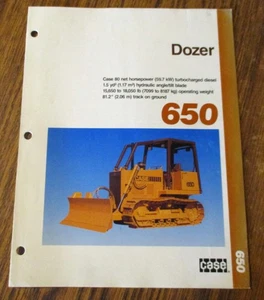 Dozer
Case 80 net horsepower (59.7 kW) turbocharged diesel
1.5 yd³ (1.17 m³) hydraulic angle/tilt blade
15,650 to 18,050 lb (7099 to 8187 kg) operating weight
81.2" (2.06 m) track on ground
650
CASE
650